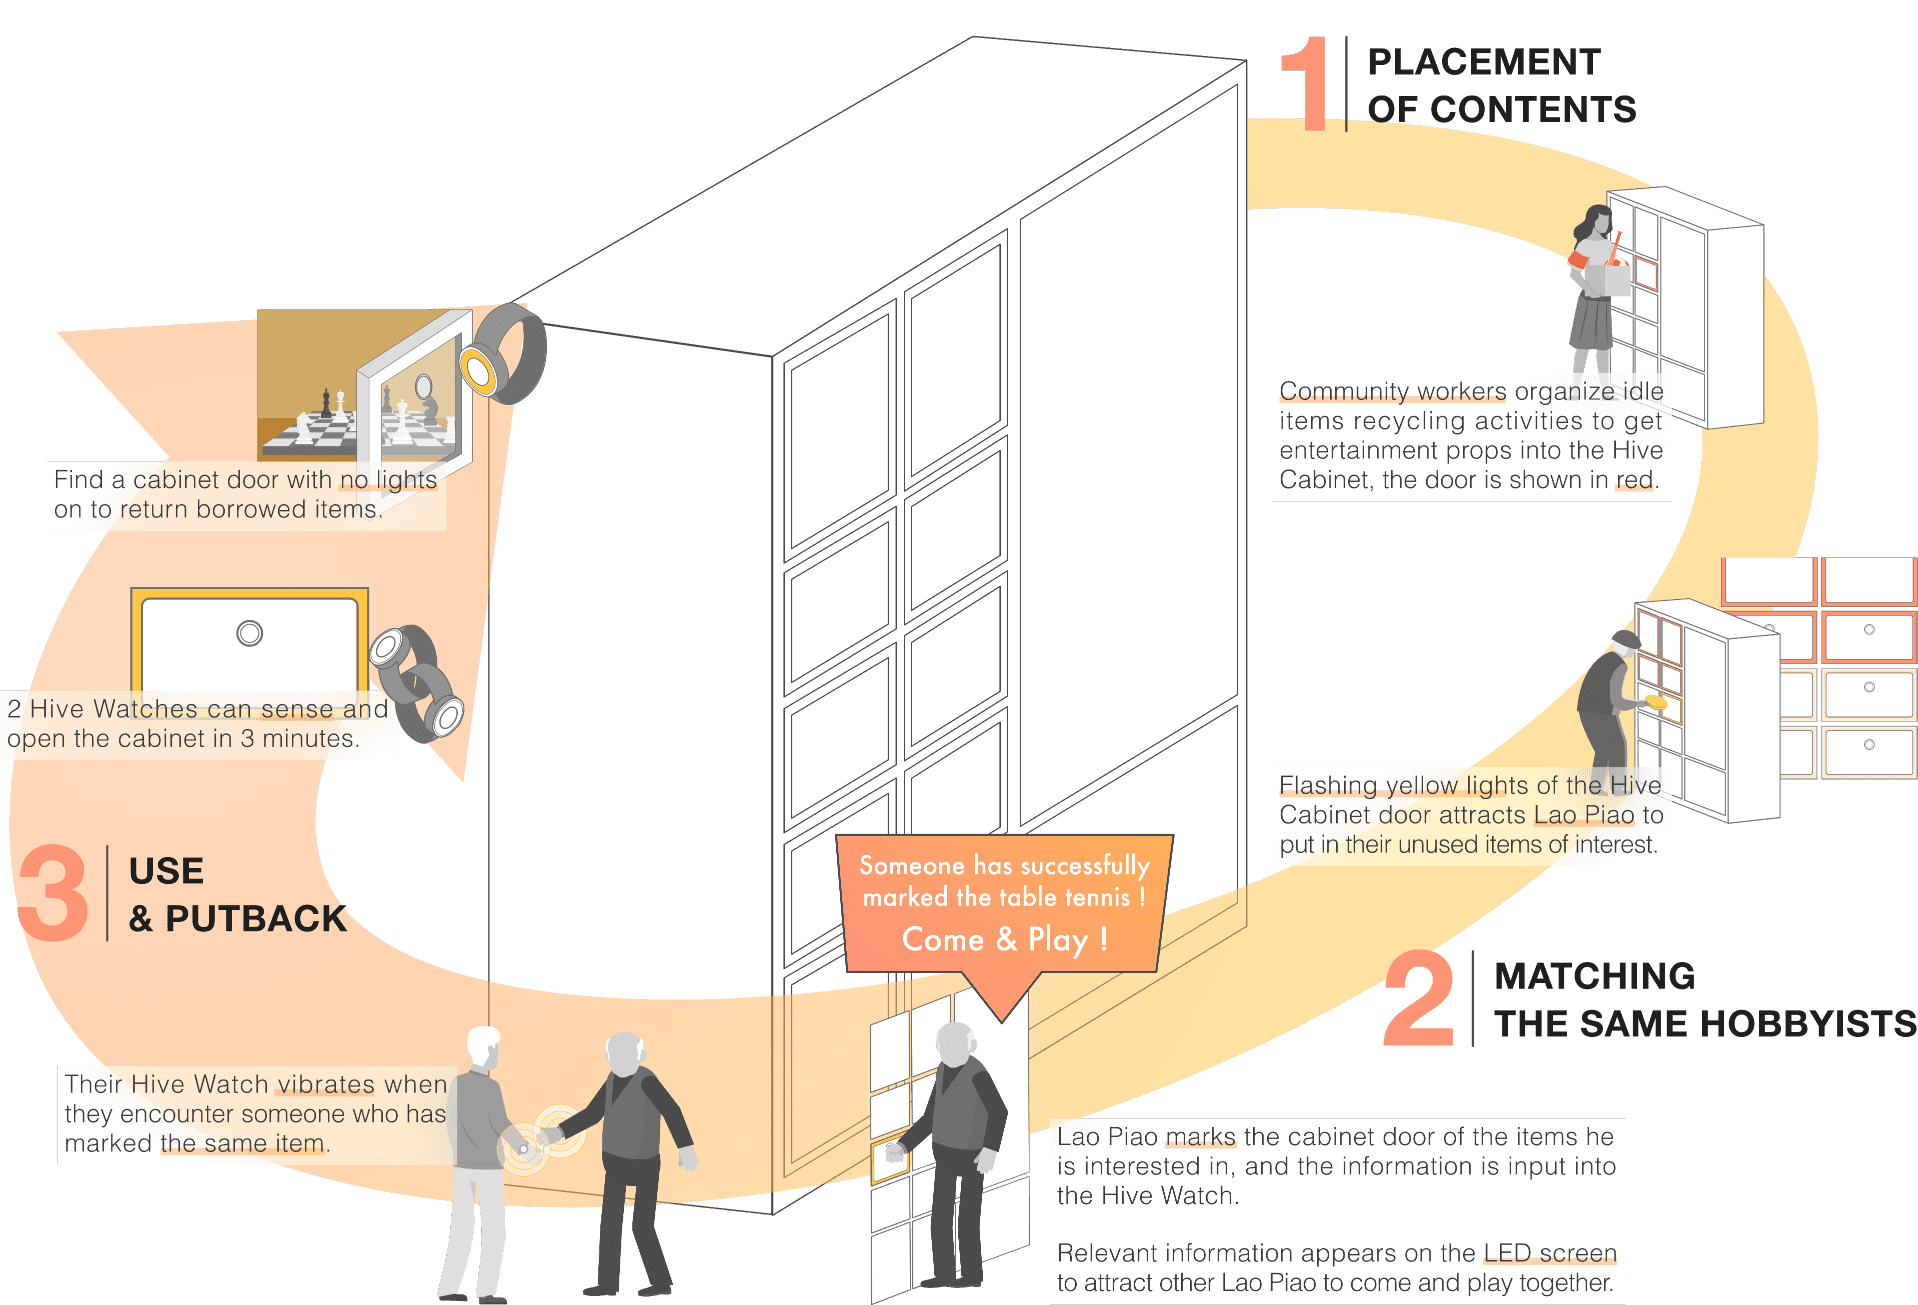 1
PLACEMENT
OF CONTENTS
Community workers organize idle
items recycling activities to get
entertainment props into the Hive
Cabinet, the door is shown in red.
Flashing yellow lights of the Hive
Cabinet door attracts Lao Piao to
put in their unused items of interest.
2
MATCHING
THE SAME HOBBYISTS
Someone has successfully
marked the table tennis !
Come & Play !
Lao Piao marks the cabinet door of the items he
is interested in, and the information is input into
the Hive Watch.
Relevant information appears on the LED screen
to attract other Lao Piao to come and play together.
3
USE
& PUTBACK
Their Hive Watch vibrates when
they encounter someone who has
marked the same item.
2 Hive Watches can sense and
open the cabinet in 3 minutes.
Find a cabinet door with no lights
on to return borrowed items.